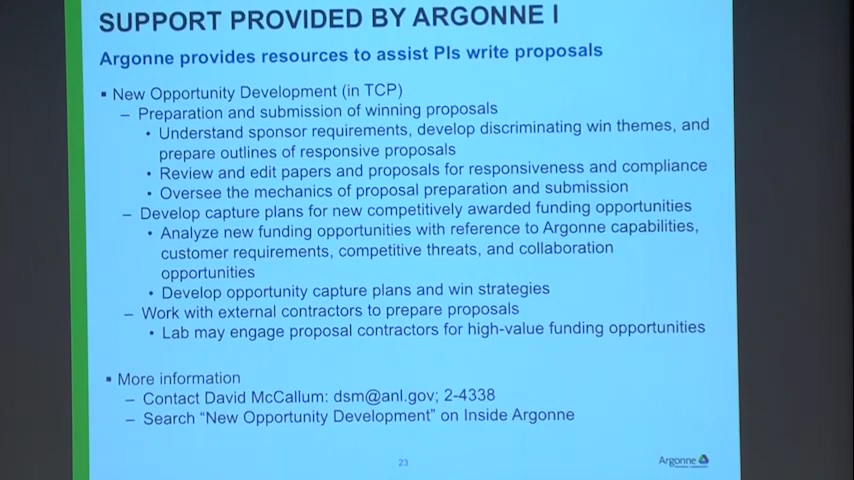 SUPPORT PROVIDED BY ARGONNE I
Argonne provides resources to assist PIs write proposals
▪ New Opportunity Development (in TCP)
– Preparation and submission of winning proposals
• Understand sponsor requirements, develop discriminating win themes, and
prepare outlines of responsive proposals
• Review and edit papers and proposals for responsiveness and compliance
• Oversee the mechanics of proposal preparation and submission
– Develop capture plans for new competitively awarded funding opportunities
• Analyze new funding opportunities with reference to Argonne capabilities,
customer requirements, competitive threats, and collaboration
opportunities
• Develop opportunity capture plans and win strategies
– Work with external contractors to prepare proposals
• Lab may engage proposal contractors for high-value funding opportunities
▪ More information
– Contact David McCallum: dsm@anl.gov; 2-4338
– Search “New Opportunity Development” on Inside Argonne
23
Argonne